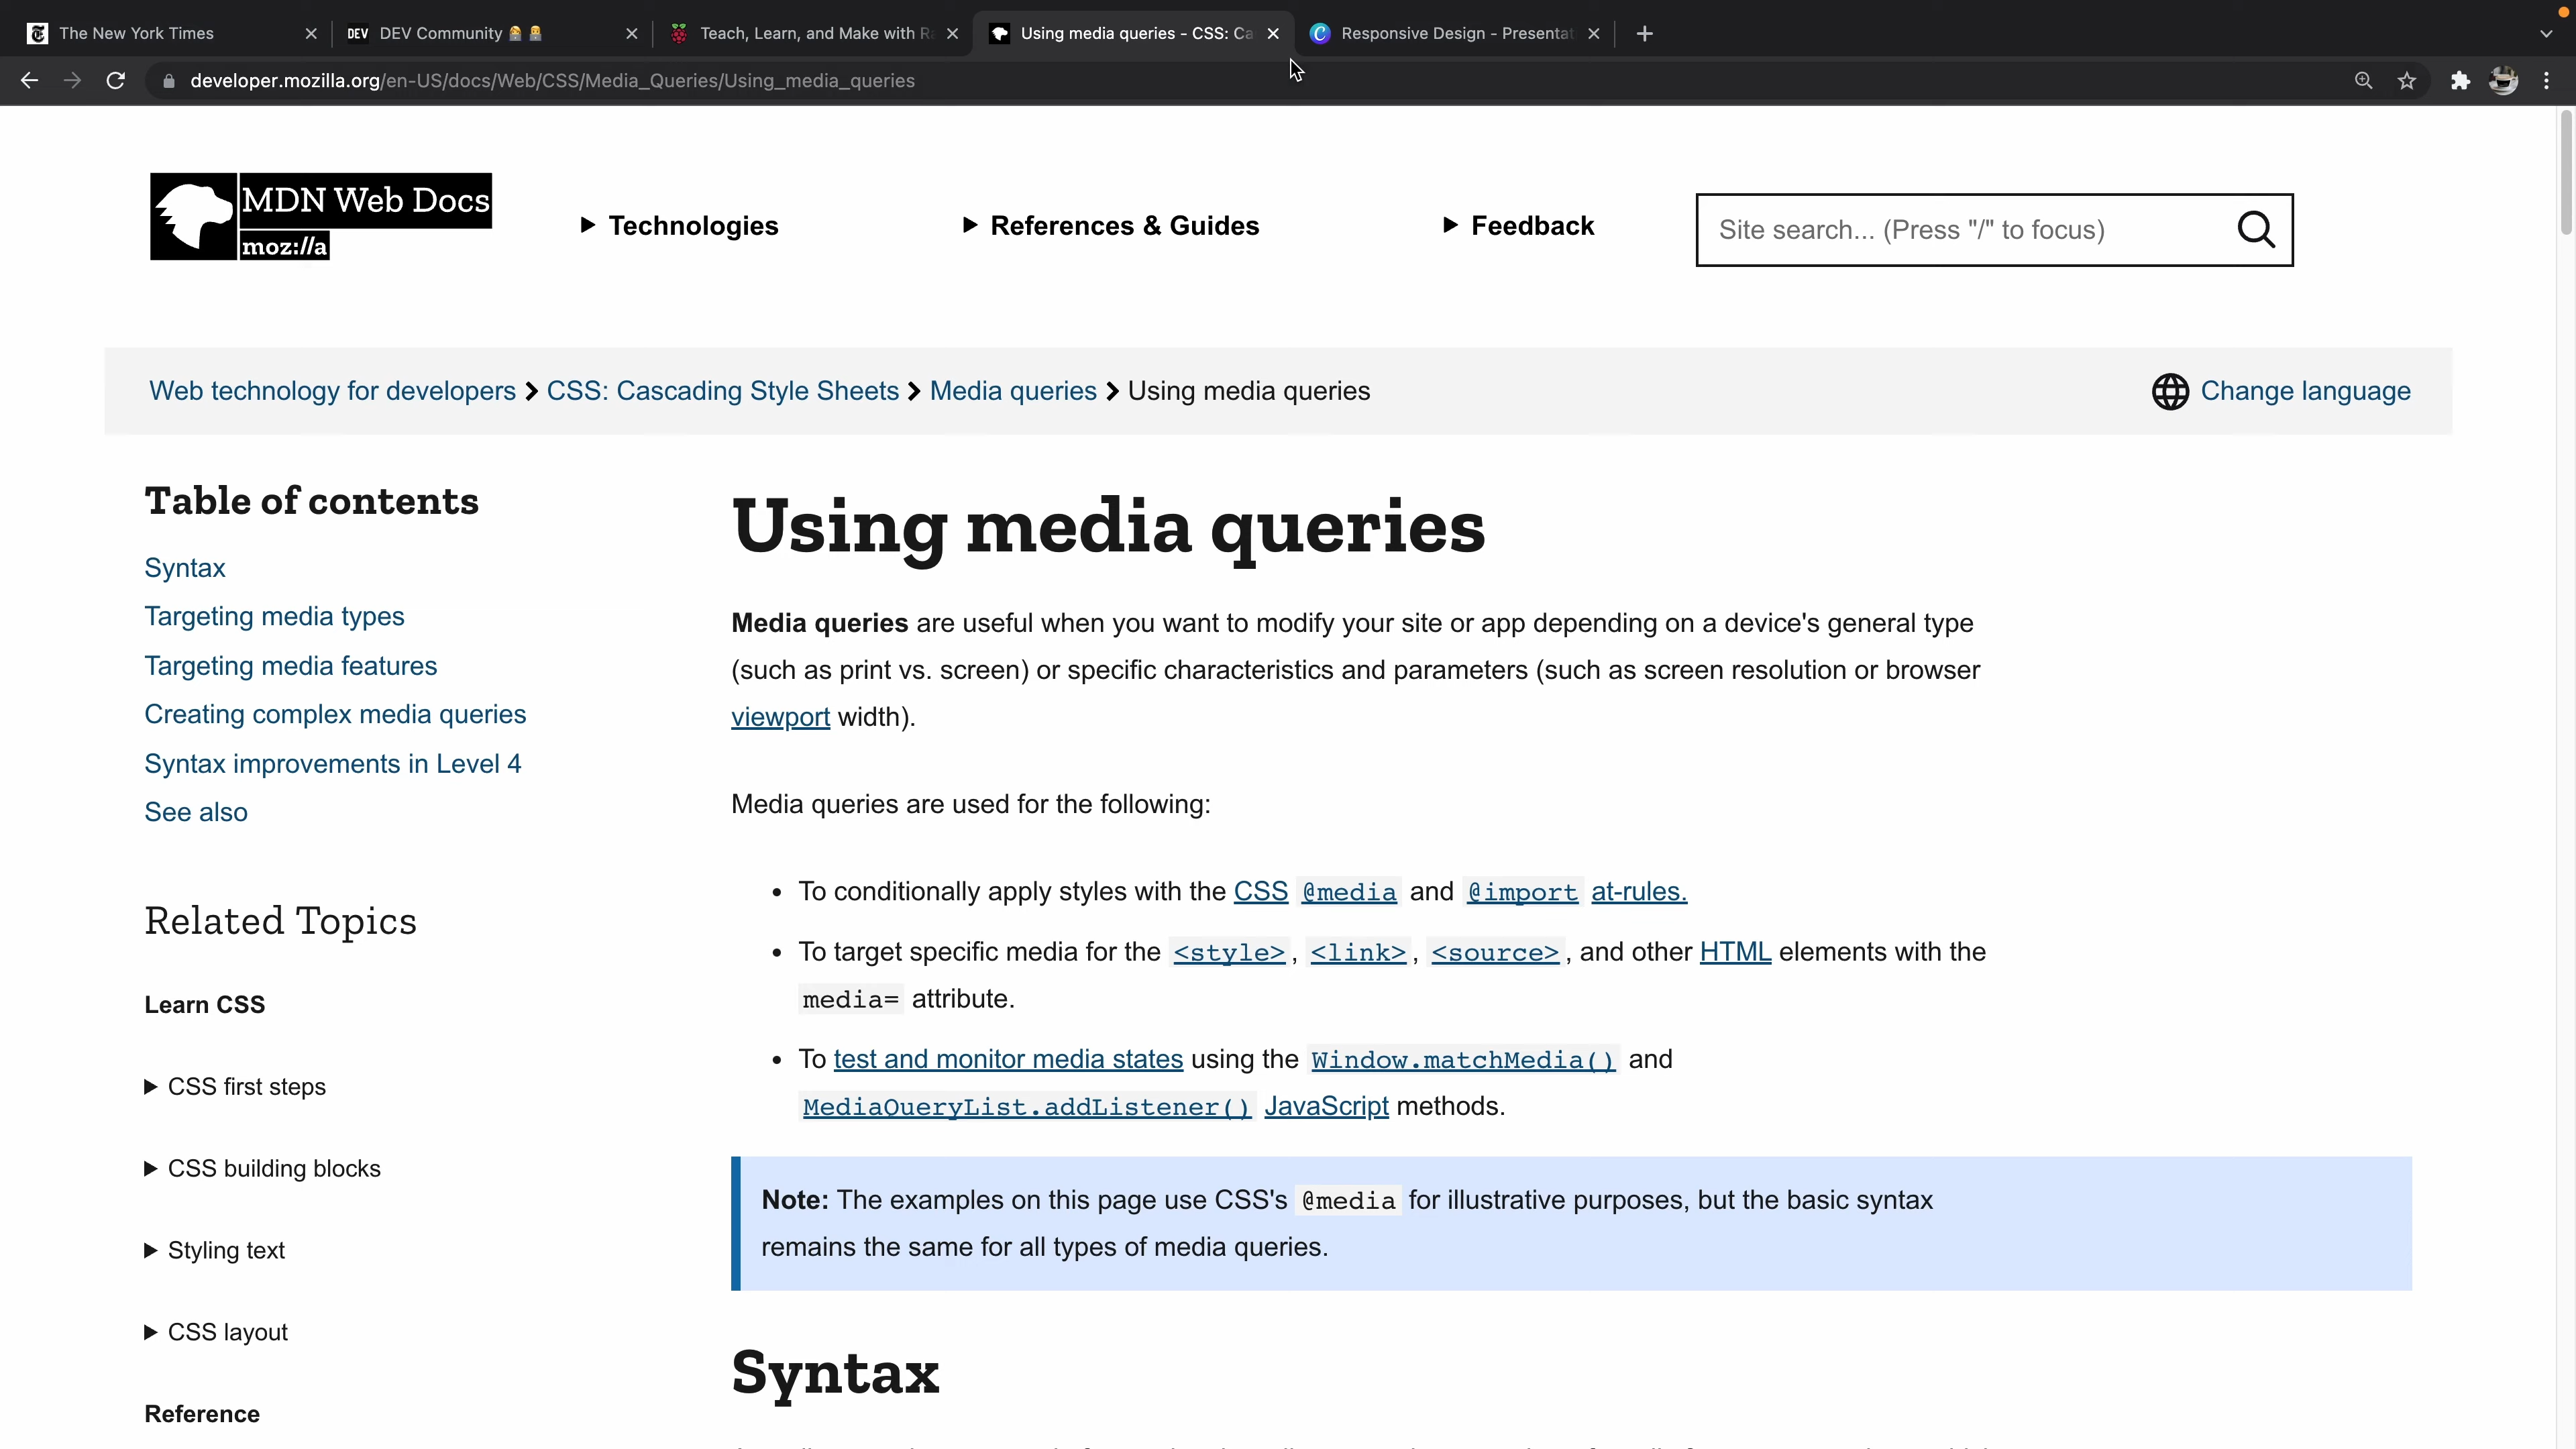 The New York Times
DEV Community
Teach, Learn, and Make with Ra
Using media queries - CSS: Ca
Responsive Design - Presentat
developer.mozilla.org/en-US/docs/Web/CSS/Media_Queries/Using_media_queries
MDN Web Docs
moz://a
Technologies
References & Guides
Feedback
Site search... (Press "/" to focus)
Web technology for developers
CSS: Cascading Style Sheets
Media queries
Using media queries
Change language
Table of contents
Syntax
Targeting media types
Targeting media features
Creating complex media queries
Syntax improvements in Level 4
See also
Related Topics
Learn CSS
CSS first steps
CSS building blocks
Styling text
CSS layout
Reference
Using media queries
Media queries are useful when you want to modify your site or app depending on a device's general type
(such as print vs. screen) or specific characteristics and parameters (such as screen resolution or browser
viewport width).
Media queries are used for the following:
• To conditionally apply styles with the CSS @media and @import at-rules.
• To target specific media for the <style>, <link>, <source>, and other HTML elements with the
media= attribute.
• To test and monitor media states using the Window.matchMedia() and
MediaQueryList.addListener() JavaScript methods.
Note: The examples on this page use CSS's @media for illustrative purposes, but the basic syntax
remains the same for all types of media queries.
Syntax